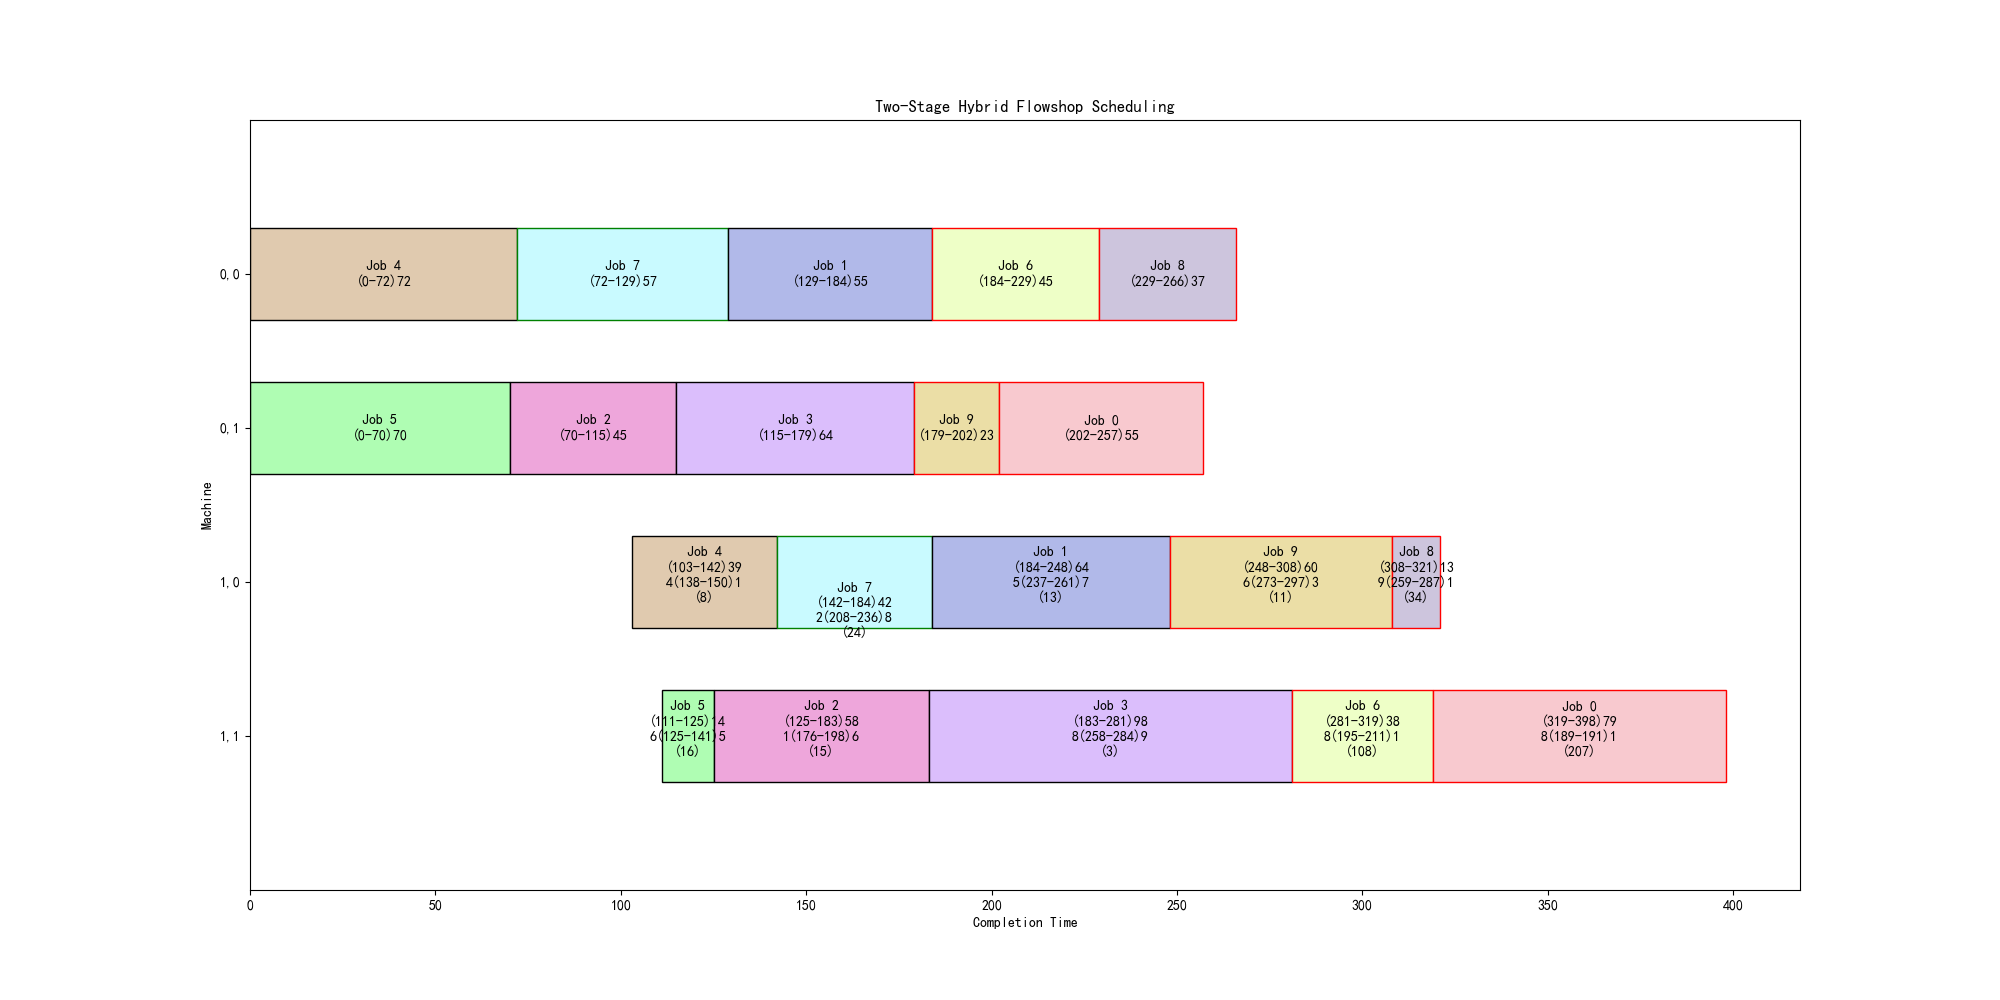 Two-Stage Hybrid Flowshop Scheduling
0,0
Job 4
(0-72)72
Job 7
(72-129)57
Job 1
(129-184)55
Job 6
(184-229)45
Job 8
(229-266)37
0,1
Job 5
(0-70)70
Job 2
(70-115)45
Job 3
(115-179)64
Job 9
(179-202)23
Job 0
(202-257)55
Machine
1,0
Job 4
(103-142)39
4(138-150)1
(8)
Job 7
(142-184)42
2(208-236)8
(24)
Job 1
(184-248)64
5(237-261)7
(13)
Job 9
(248-308)60
6(273-297)3
(11)
Job 8
(308-321)13
9(259-287)1
(34)
1,1
Job 5
(111-125)14
6(125-141)5
(16)
Job 2
(125-183)58
1(176-198)6
(15)
Job 3
(183-281)98
8(258-284)9
(3)
Job 6
(281-319)38
8(195-211)1
(108)
Job 0
(319-398)79
8(189-191)1
(207)
0 50 100 150 200 250 300 350 400
Completion Time